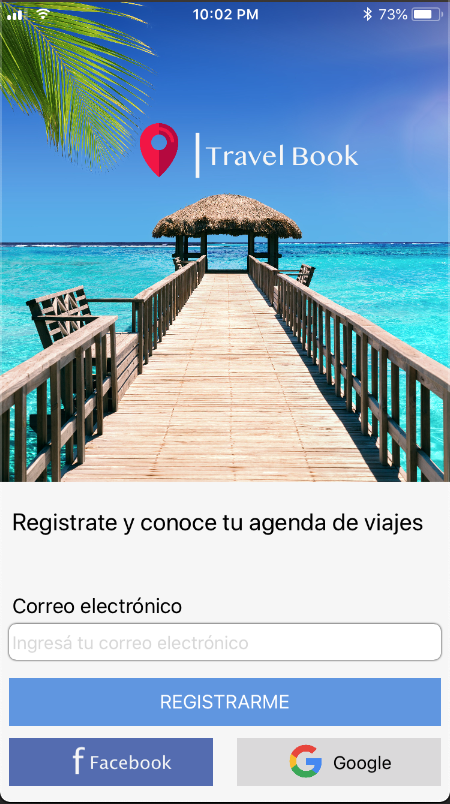 10:02 PM
73%
Travel Book
Registrate y conoce tu agenda de viajes
Correo electrónico
Ingresá tu correo electrónico
REGISTRARME
f Facebook
G Google